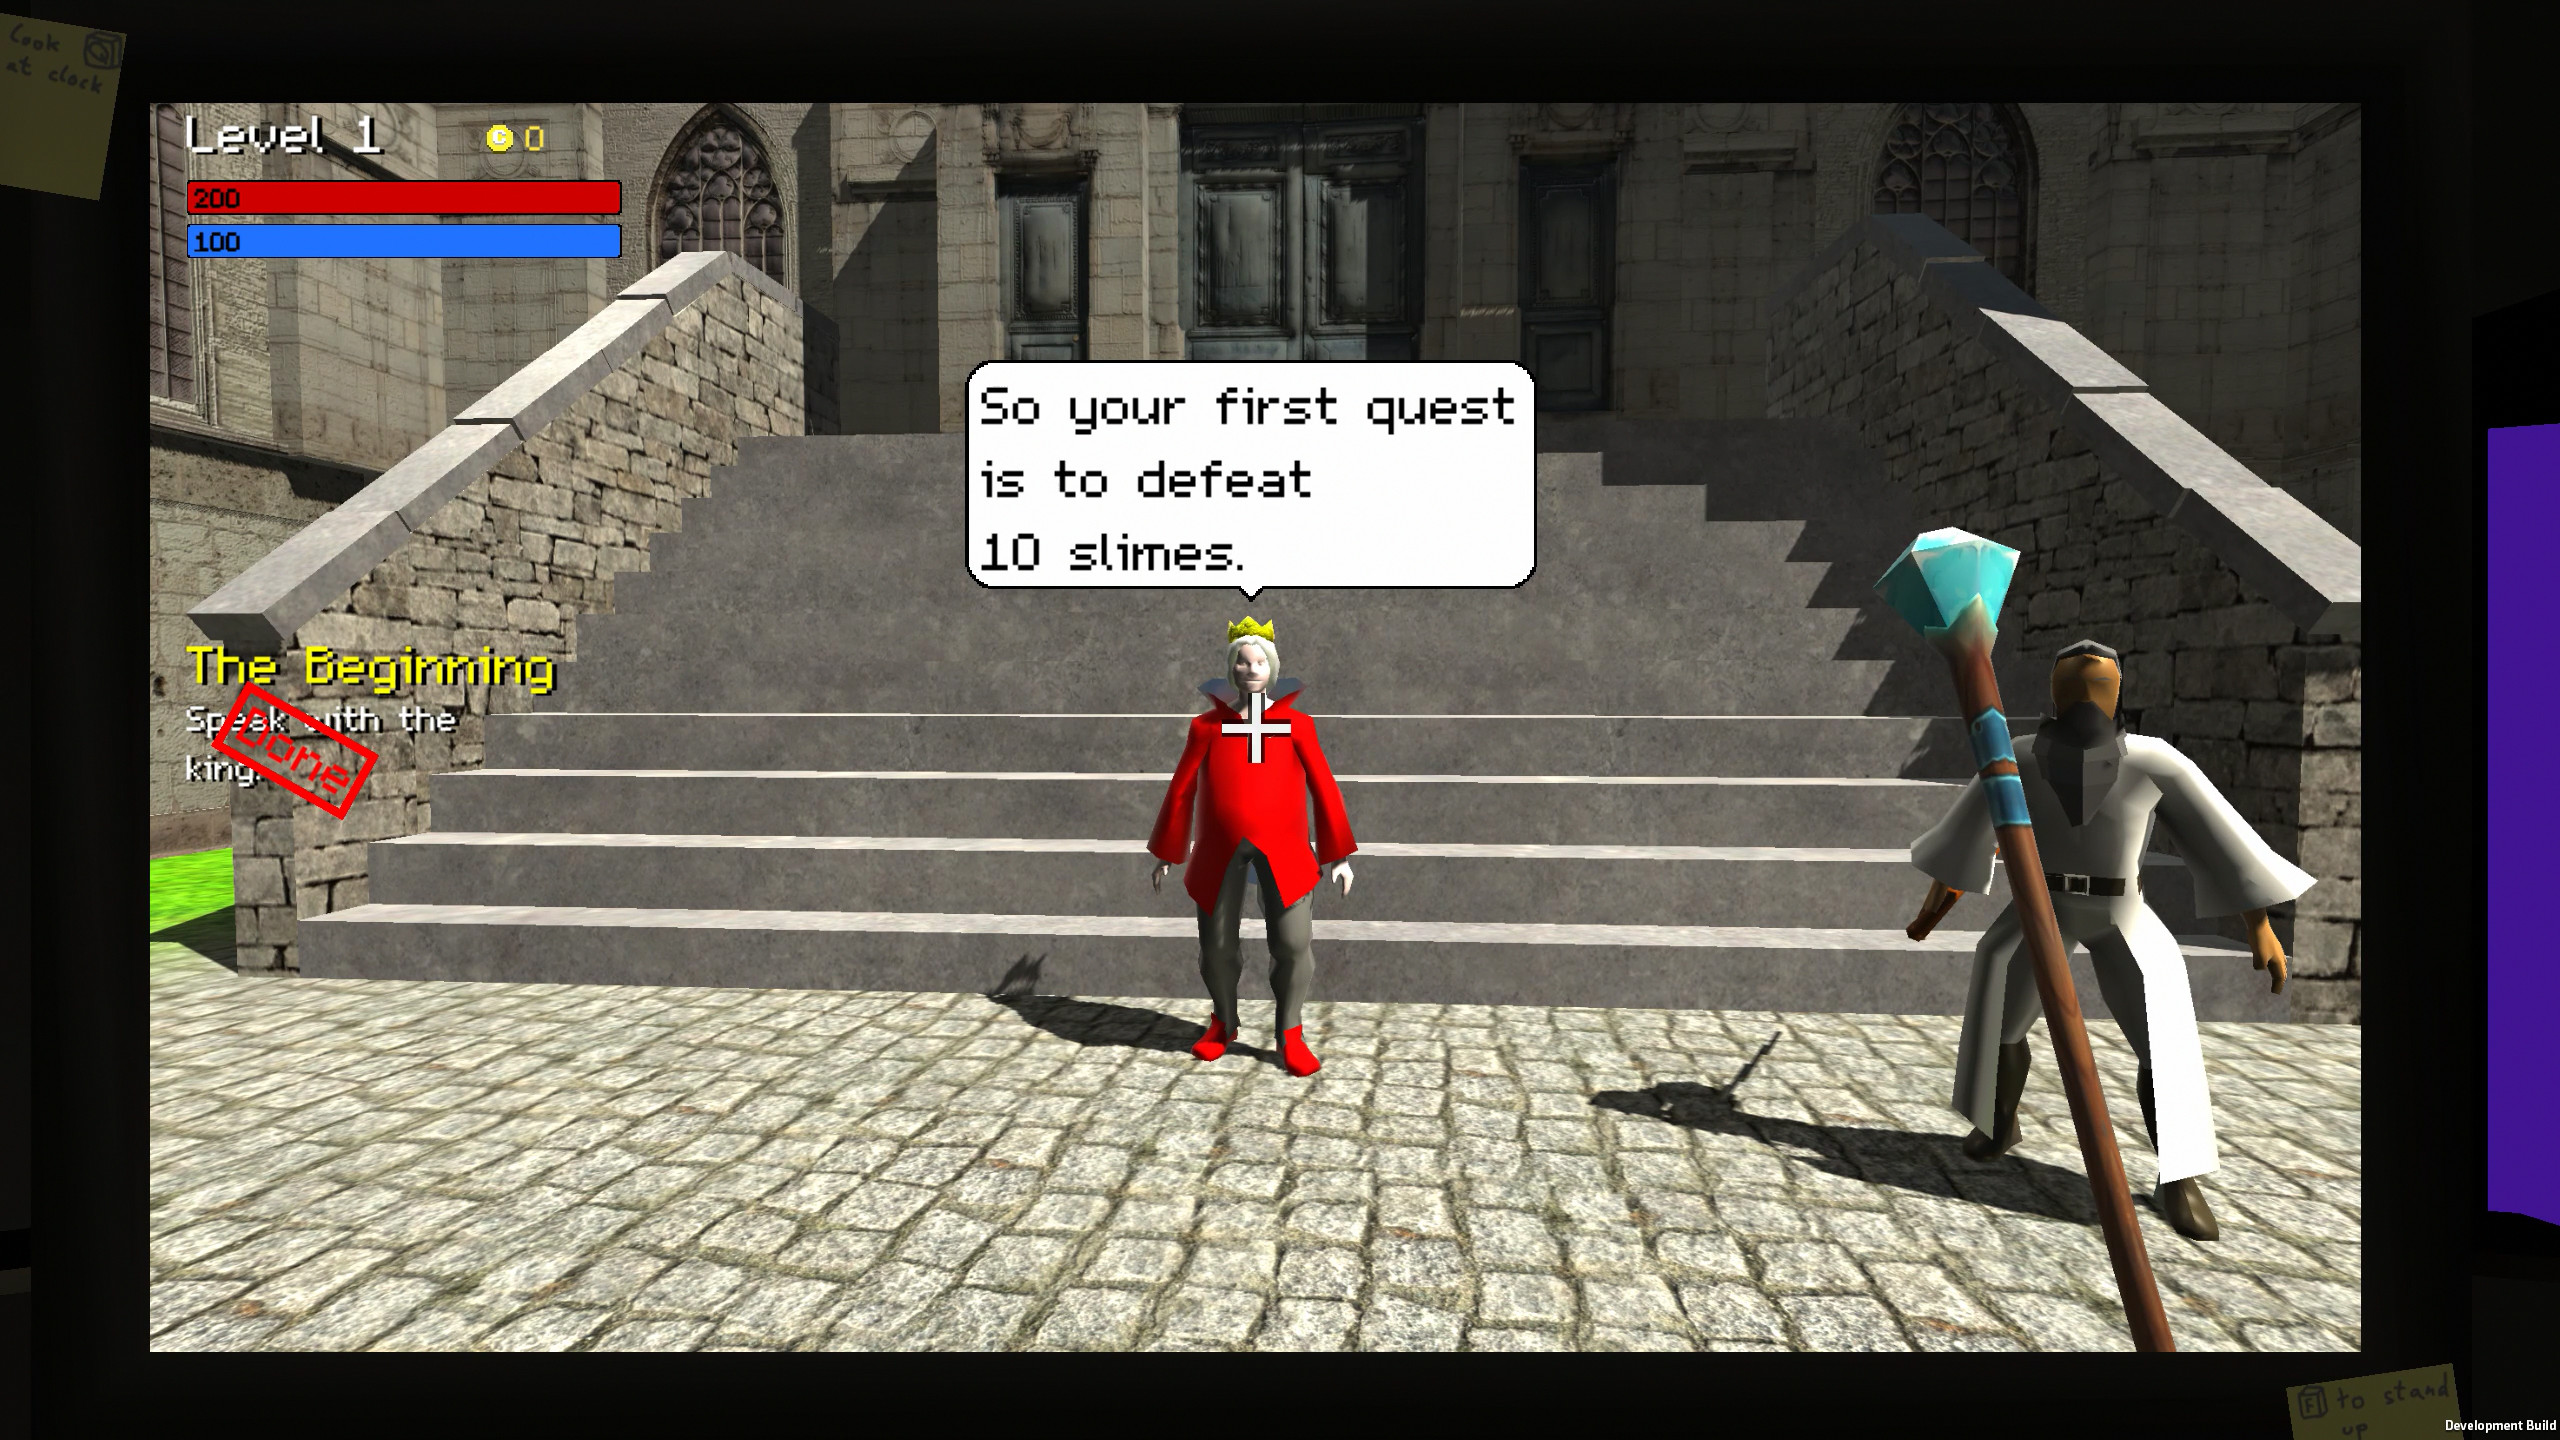 Look Q
at clock
Level 1
C 0
200
100
So your first quest
is to defeat
10 slimes.
The Beginning
Speak with the
king.
Done
F to stand
up
Development Build